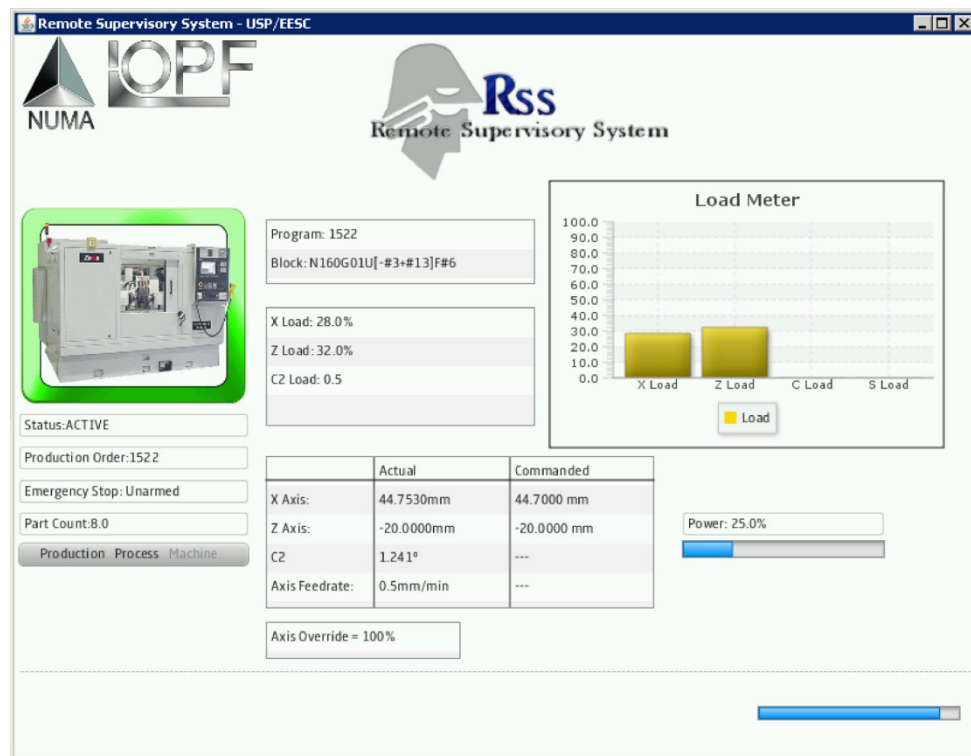 Remote Supervisory System - USP/EESC
NUMA
LOPF
Rss
Remote Supervisory System
Program: 1522
Block: N160G01U[-#3+#13]F#6
X Load: 28.0%
Z Load: 32.0%
C2 Load: 0.5
Load Meter
100.0
90.0
80.0
70.0
60.0
50.0
40.0
30.0
20.0
10.0
0.0
X Load Z Load C Load S Load
Load
Status:ACTIVE
Production Order:1522
Emergency Stop: Unarmed
Part Count:8.0
Production Process Machine
Actual Commanded
X Axis: 44.7530mm 44.7000 mm
Z Axis: -20.0000mm -20.0000 mm
C2 1.241º ---
Axis Feedrate: 0.5mm/min ---
Axis Override = 100%
Power: 25.0%